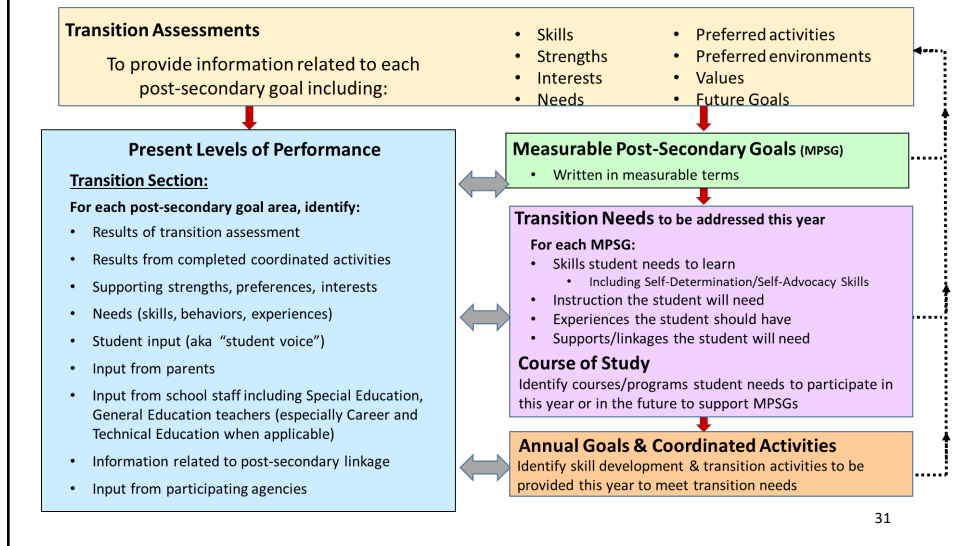 Transition Assessments
To provide information related to each
post-secondary goal including:
• Skills
• Strengths
• Interests
• Needs
• Preferred activities
• Preferred environments
• Values
• Future Goals
Present Levels of Performance
Transition Section:
For each post-secondary goal area, identify:
• Results of transition assessment
• Results from completed coordinated activities
• Supporting strengths, preferences, interests
• Needs (skills, behaviors, experiences)
• Student input (aka “student voice”)
• Input from parents
• Input from school staff including Special Education,
General Education teachers (especially Career and
Technical Education when applicable)
• Information related to post-secondary linkage
• Input from participating agencies
Measurable Post-Secondary Goals (MPSG)
• Written in measurable terms
Transition Needs to be addressed this year
For each MPSG:
• Skills student needs to learn
• Including Self-Determination/Self-Advocacy Skills
• Instruction the student will need
• Experiences the student should have
• Supports/linkages the student will need
Course of Study
Identify courses/programs student needs to participate in
this year or in the future to support MPSGs
Annual Goals & Coordinated Activities
Identify skill development & transition activities to be
provided this year to meet transition needs
31